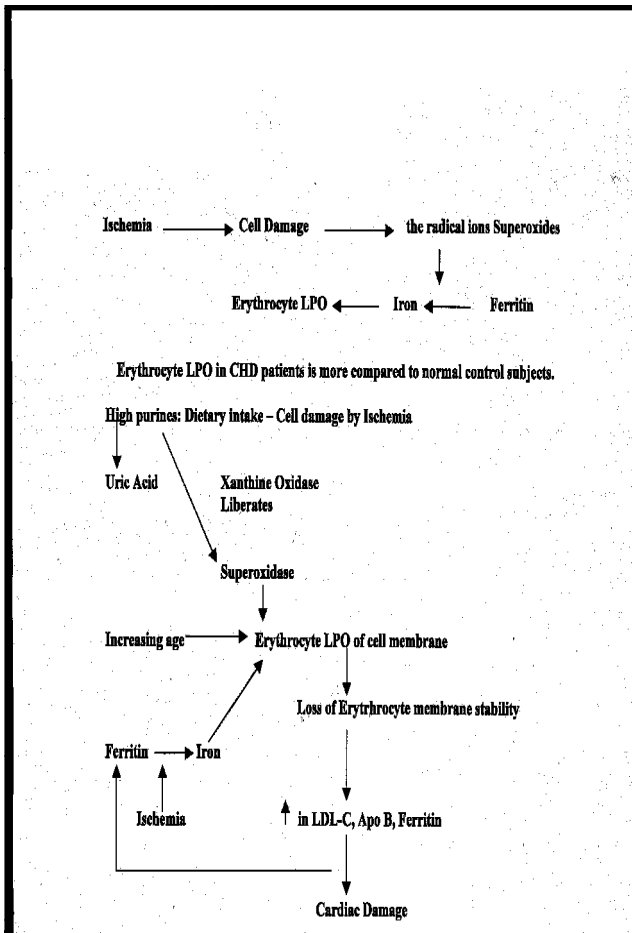 Ischemia Cell Damage the radical ions Superoxides
Erythrocyte LPO Iron Ferritin
Erythrocyte LPO in CHD patients is more compared to normal control subjects.
High purines: Dietary intake – Cell damage by Ischemia
Uric Acid Xanthine Oxidase
Liberates
Superoxidase
Increasing age Erythrocyte LPO of cell membrane
Loss of Erytrhrocyte membrane stability
Ferritin Iron
Ischemia in LDL-C, Apo B, Ferritin
Cardiac Damage